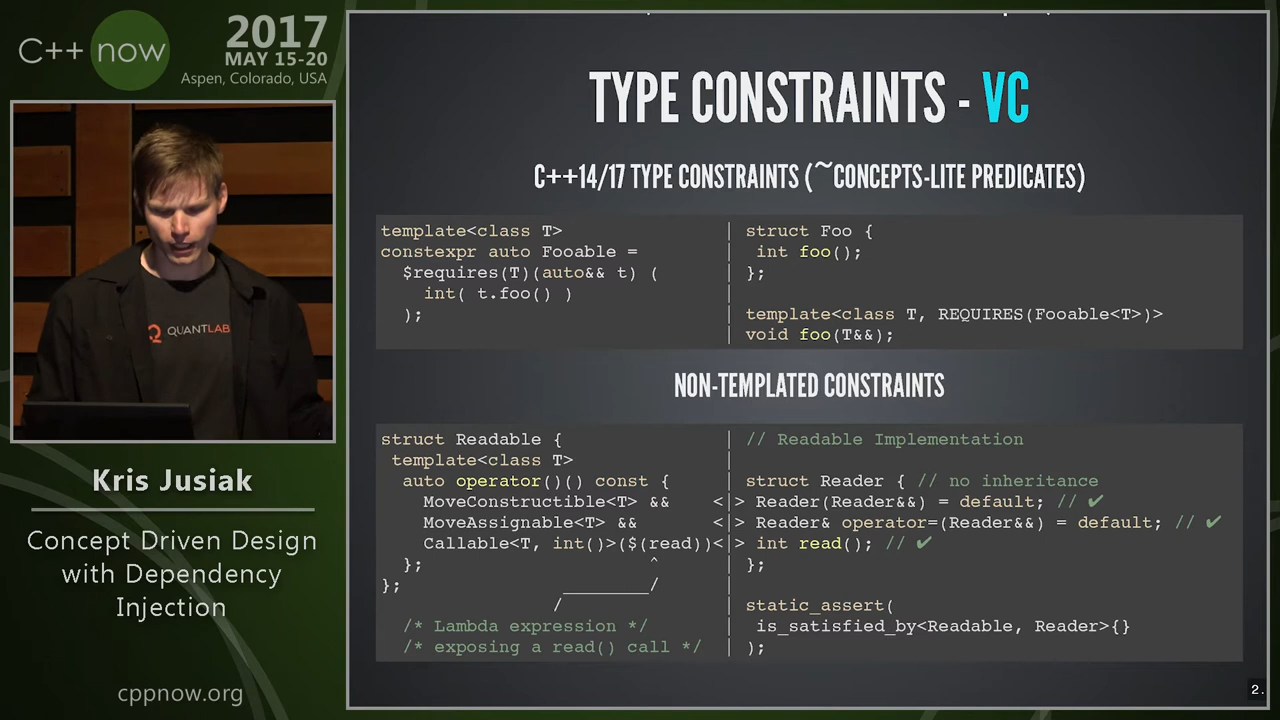 C++ now
2017
MAY 15-20
Aspen, Colorado, USA
QUANTLAB
Kris Jusiak
Concept Driven Design
with Dependency
Injection
cppnow.org
TYPE CONSTRAINTS - VC
C++14/17 TYPE CONSTRAINTS (~CONCEPTS-LITE PREDICATES)
template<class T>
constexpr auto Fooable =
$requires(T)(auto&& t) (
int( t.foo() )
);
struct Foo {
int foo();
};
template<class T, REQUIRES(Fooable<T>)>
void foo(T&&);
NON-TEMPLATED CONSTRAINTS
struct Readable {
template<class T>
auto operator()() const {
MoveConstructible<T> && <|>
MoveAssignable<T> && <|>
Callable<T, int()>($(read))<|>
}; ^
}; ________/
/
/* Lambda expression */
/* exposing a read() call */
// Readable Implementation
struct Reader { // no inheritance
Reader(Reader&&) = default; // ✔
Reader& operator=(Reader&&) = default; // ✔
int read(); // ✔
};
static_assert(
is_satisfied_by<Readable, Reader>{}
);
2.